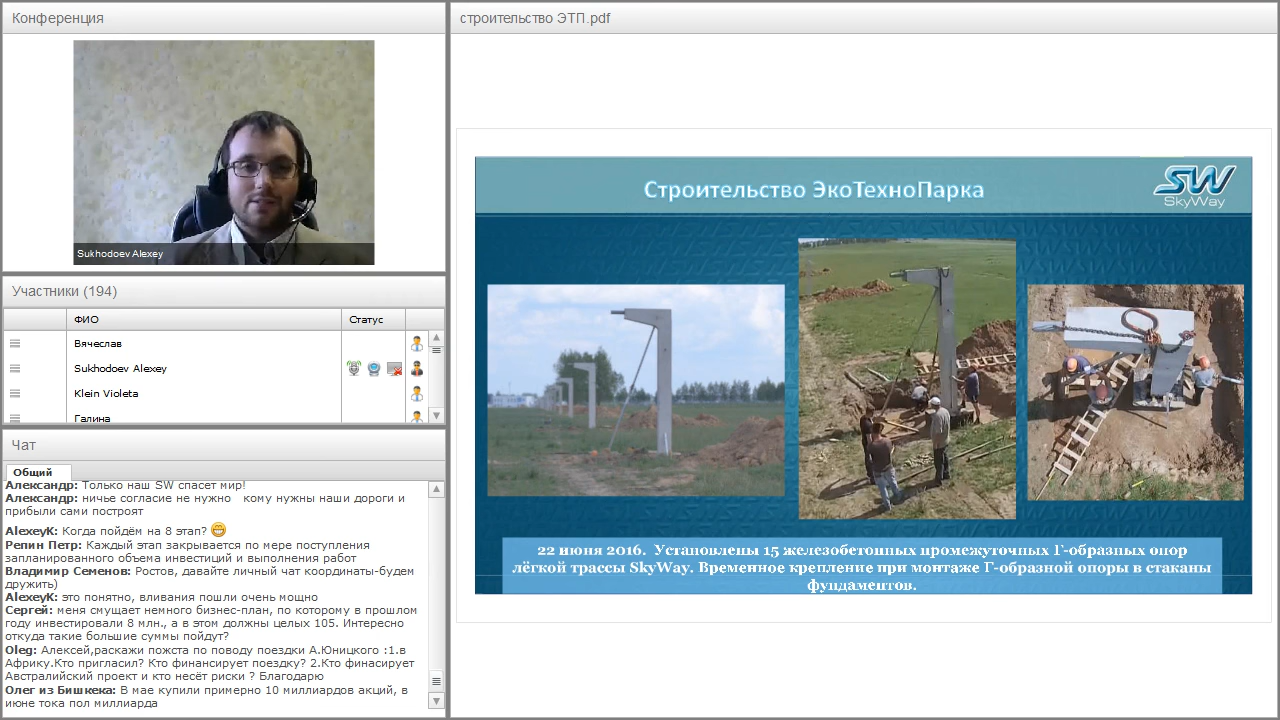 Конференция
Sukhodoev Alexey
Участники (194)
ФИО
Статус
Вячеслав
Sukhodoev Alexey
Klein Violeta
Галина
Чат
Общий
Александр: Только наш SW спасет мир!
Александр: ничье согласие не нужно   кому нужны наши дороги и
прибыли сами построят
AlexeyK: Когда пойдём на 8 этап?
Репин Петр: Каждый этап закрывается по мере поступления
запланированного объема инвестиций и выполнения работ
Владимир Семенов: Ростов, давайте личный чат координаты-будем
дружить)
AlexeyK: это понятно, вливания пошли очень мощно
Сергей: меня смущает немного бизнес-план, по которому в прошлом
году инвестировали 8 млн., а в этом должны целых 105. Интересно
откуда такие большие суммы пойдут?
Oleg: Алексей,раскажи пожста по поводу поездки А.Юницкого :1.в
Африку.Кто пригласил? Кто финансирует поездку? 2.Кто финасирует
Австралийский проект и кто несёт риски ? Благодарю
Олег из Бишкека: В мае купили примерно 10 миллиардов акций, в
июне тока пол миллиарда
строительство ЭТП.pdf
Строительство ЭкоТехноПарка
SW
SkyWay
22 июня 2016.  Установлены 15 железобетонных промежуточных Г-образных опор
лёгкой трассы SkyWay. Временное крепление при монтаже Г-образной опоры в стаканы
фундаментов.